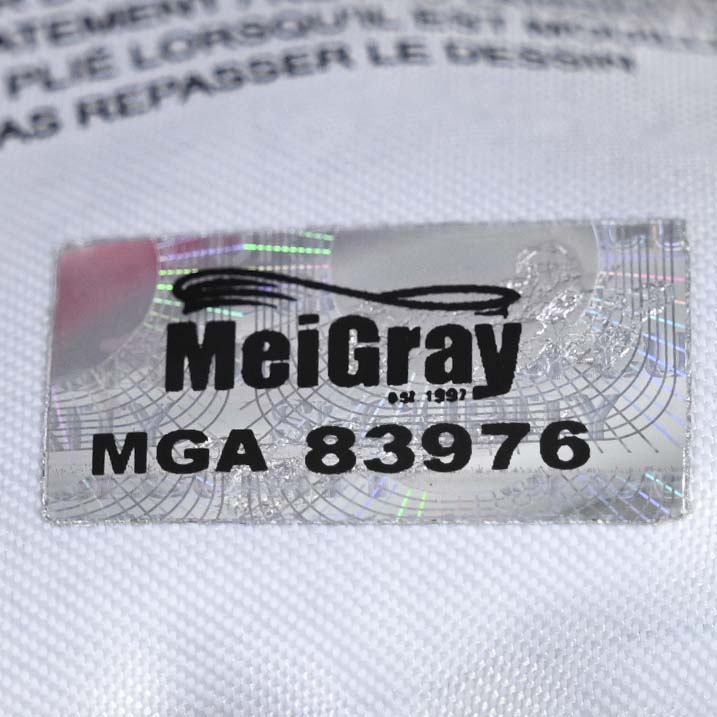 PLIÉ LORSQU'IL EST
AS REPASSER LE DESSIN
MeiGray
est 1997
MGA 83976